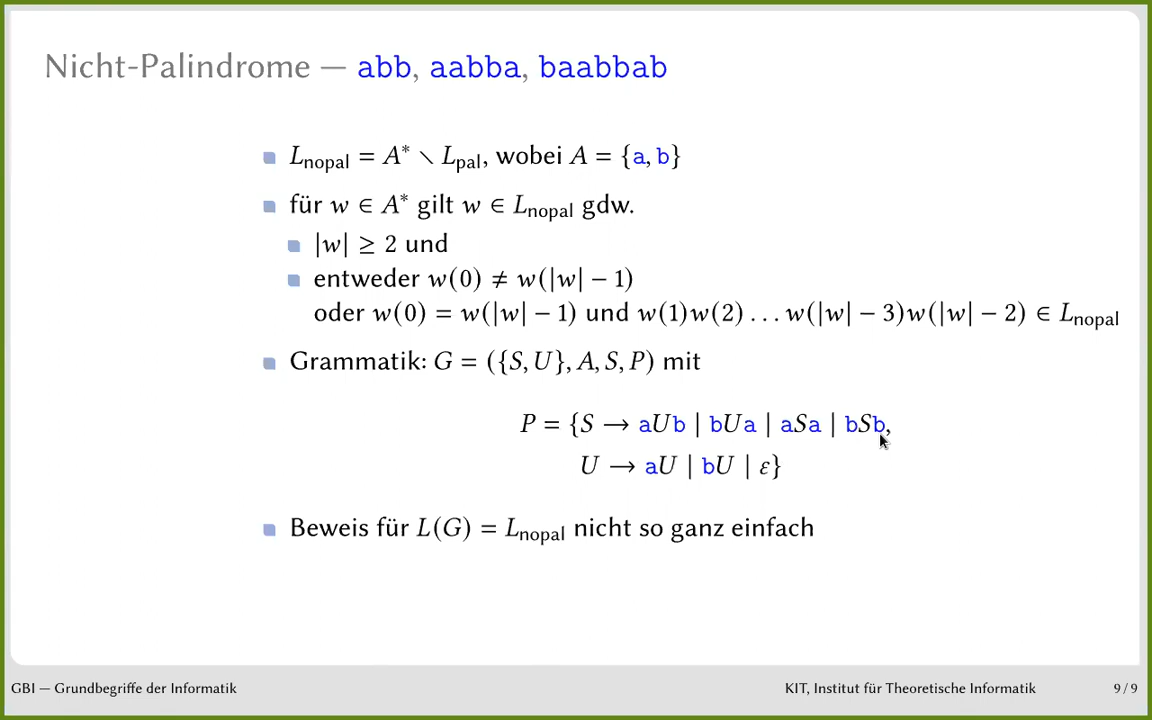 Nicht-Palindrome — abb, aabba, baabbab
L_nopal = A* ∖ L_pal, wobei A = {a, b}
für w ∈ A* gilt w ∈ L_nopal gdw.
|w| ≥ 2 und
entweder w(0) ≠ w(|w| − 1)
oder w(0) = w(|w| − 1) und w(1)w(2) . . . w(|w| − 3)w(|w| − 2) ∈ L_nopal
Grammatik: G = ({S, U}, A, S, P) mit
P = {S → aUb | bUa | aSa | bSb,
U → aU | bU | ε}
Beweis für L(G) = L_nopal nicht so ganz einfach
GBI — Grundbegriffe der Informatik KIT, Institut für Theoretische Informatik 9 / 9